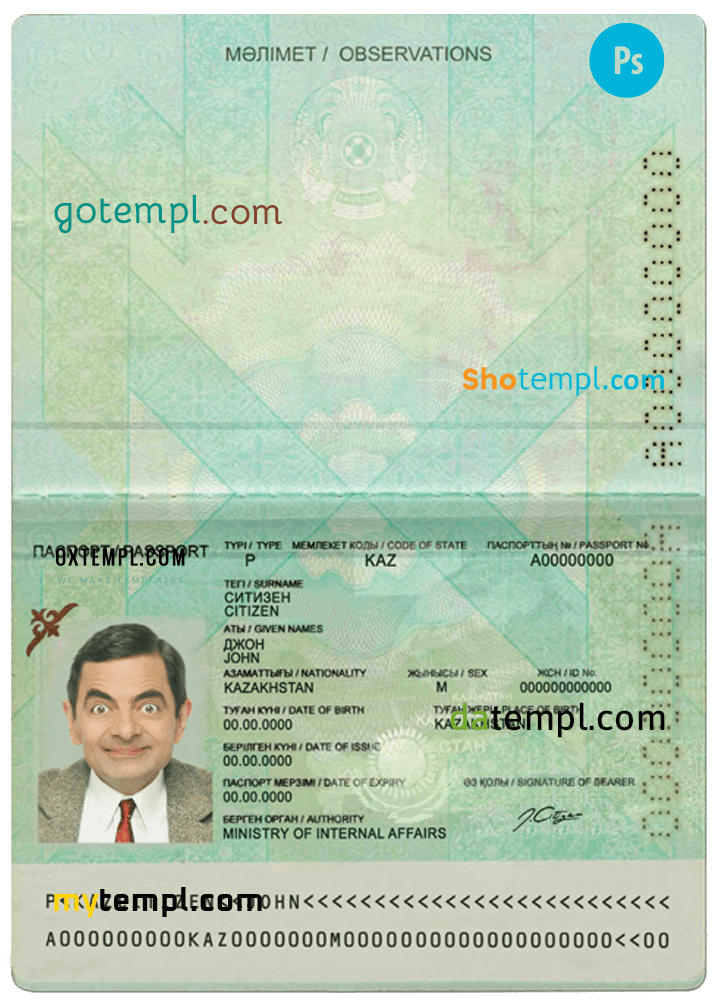 МӘЛІМЕТ / OBSERVATIONS
Ps
gotempl.com
Shotempl.com
A00000000
ПАСПОРТ / PASSPORT
OXTEMPL.COM
WE MAKE TEMPLATES
ТYРІ / TYPE МЕМЛЕКЕТ КОДЫ / CODE OF STATE ПАСПОРТТЫҢ № / PASSPORT №
P KAZ A00000000
ТЕГІ / SURNAME
СИТИЗЕН
CITIZEN
АТЫ / GIVEN NAMES
ДЖОН
JOHN
АЗАМАТТЫҒЫ / NATIONALITY ЖЫНЫСЫ / SEX ЖСН / ID No.
KAZAKHSTAN M 000000000000
ТУҒАН КҮНІ / DATE OF BIRTH ТУҒАН ЖЕРІ / PLACE OF BIRTH
00.00.0000 KAZAKHSTAN
datempl.com
БЕРІЛГЕН КҮНІ / DATE OF ISSUE
00.00.0000
ПАСПОРТ МЕРЗІМІ / DATE OF EXPIRY ӨЗ ҚОЛЫ / SIGNATURE OF BEARER
00.00.0000
БЕРГЕН ОРГАН / AUTHORITY
MINISTRY OF INTERNAL AFFAIRS
mytempl.com
P<KAZCITIZEN<<JOHN<<<<<<<<<<<<<<<<<<<<<<<<<<
A000000000KAZ0000000M0000000000000000000<<00